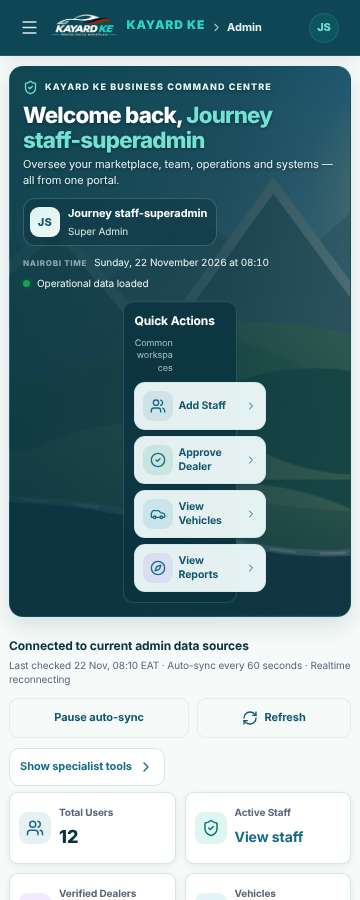 KAYARD KE
KAYARD KE > Admin
JS
KAYARD KE BUSINESS COMMAND CENTRE
Welcome back, Journey
staff-superadmin
Oversee your marketplace, team, operations and systems —
all from one portal.
JS
Journey staff-superadmin
Super Admin
NAIROBI TIME Sunday, 22 November 2026 at 08:10
Operational data loaded
Quick Actions
Common
workspa
ces
Add Staff
Approve
Dealer
View
Vehicles
View
Reports
Connected to current admin data sources
Last checked 22 Nov, 08:10 EAT · Auto-sync every 60 seconds · Realtime
reconnecting
Pause auto-sync
Refresh
Show specialist tools
Total Users
12
Active Staff
View staff
Verified Dealers
Vehicles